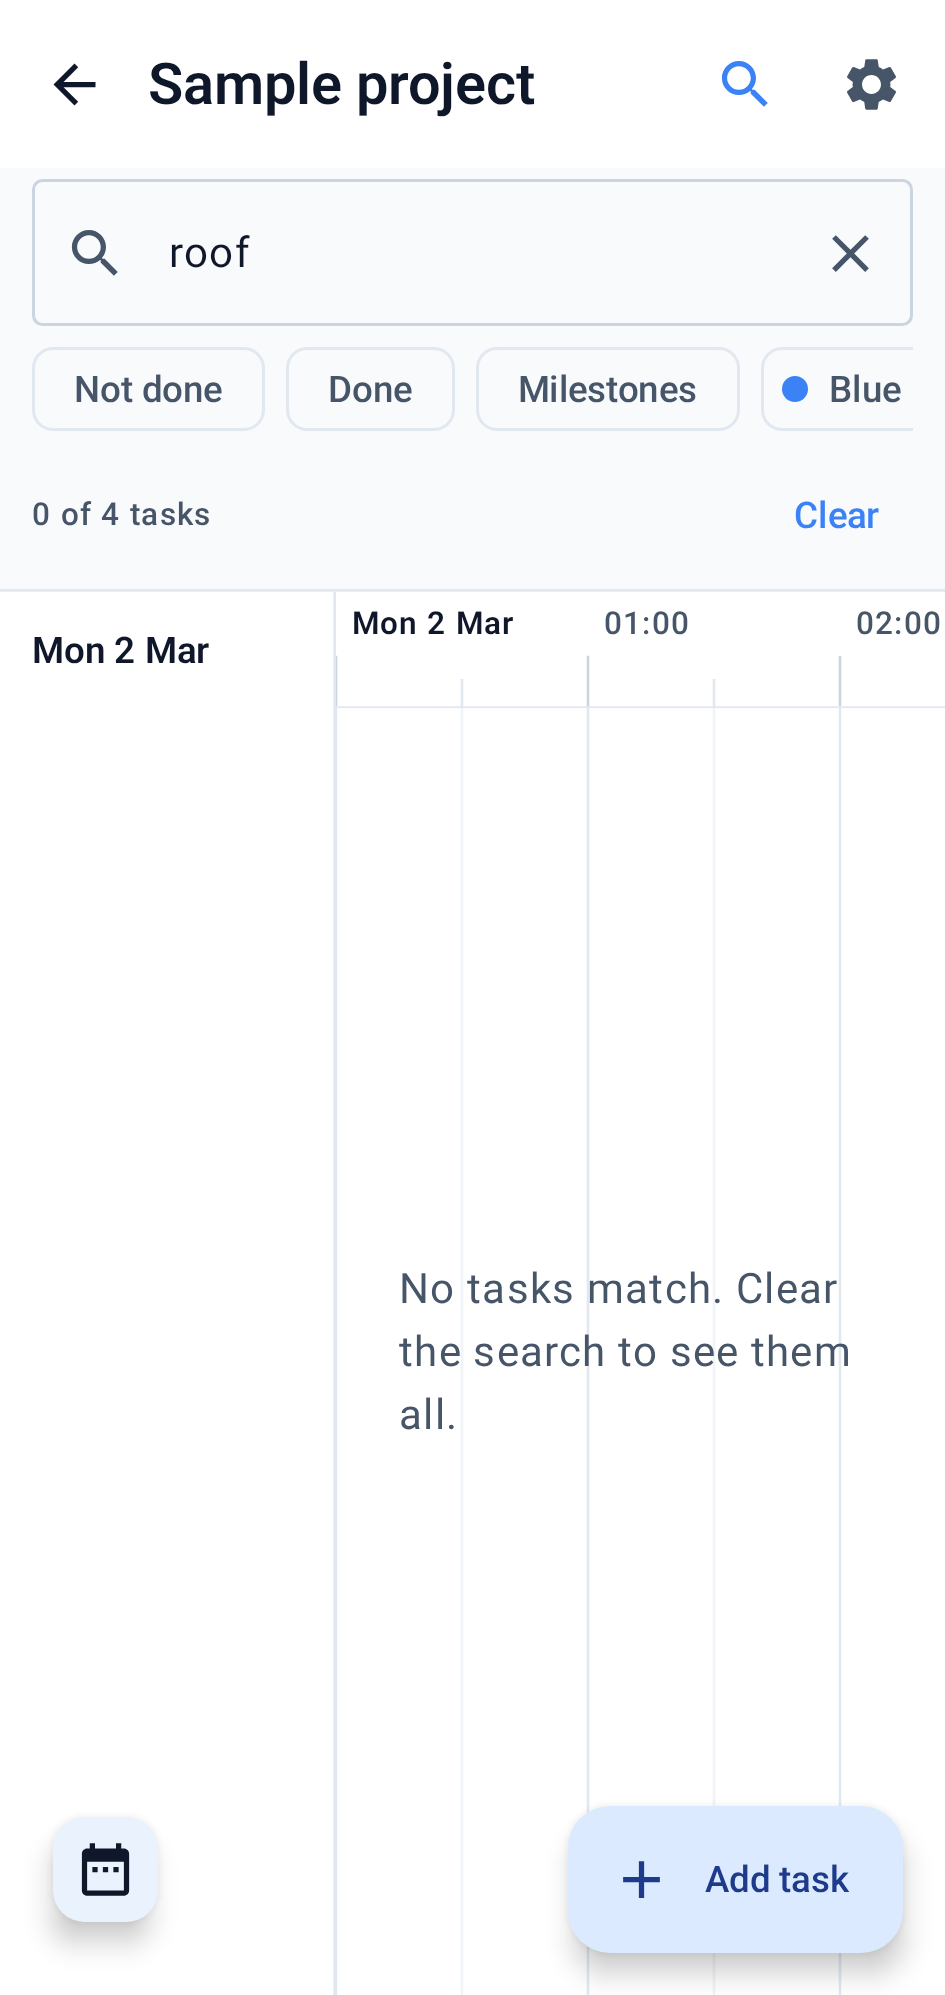 Sample project
roof
Not done
Done
Milestones
Blue
0 of 4 tasks
Clear
Mon 2 Mar
Mon 2 Mar
01:00
02:00
No tasks match. Clear
the search to see them
all.
Add task